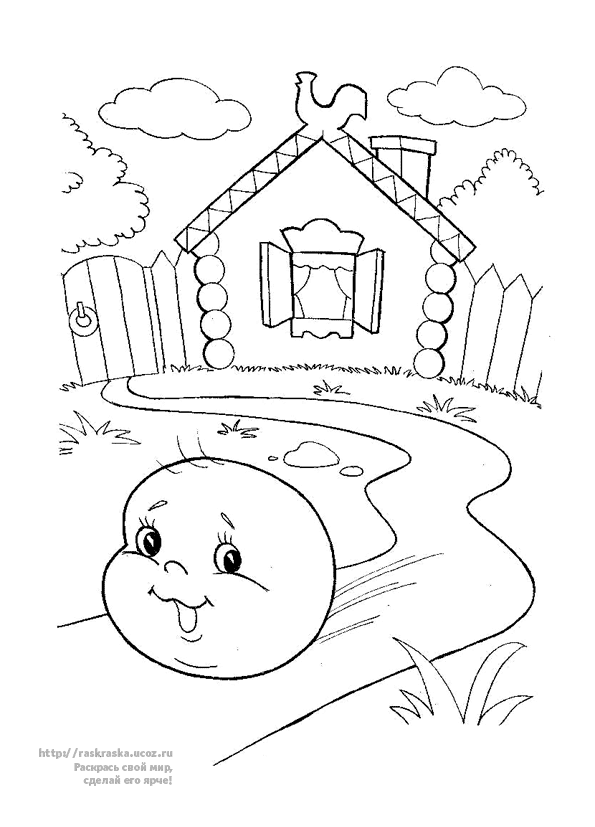 http://raskraska.ucoz.ru
Раскрась свой мир,
сделай его ярче!